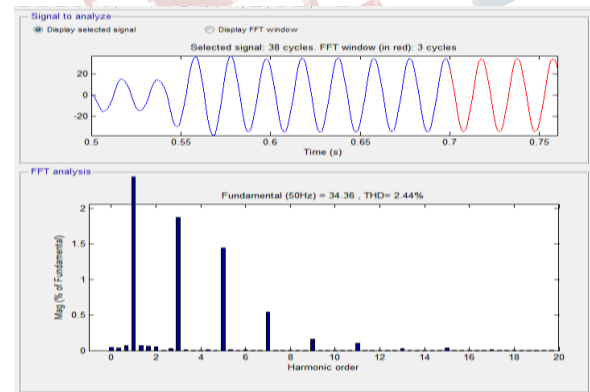 Signal to analyze
Display selected signal Display FFT window
Selected signal: 38 cycles. FFT window (in red): 3 cycles
20
0
-20
0.5 0.55 0.6 0.65 0.7 0.75
Time (s)
FFT analysis
Fundamental (50Hz) = 34.36 , THD= 2.44%
2
1.5
1
0.5
0
Mag (% of Fundamental)
0 2 4 6 8 10 12 14 16 18 20
Harmonic order